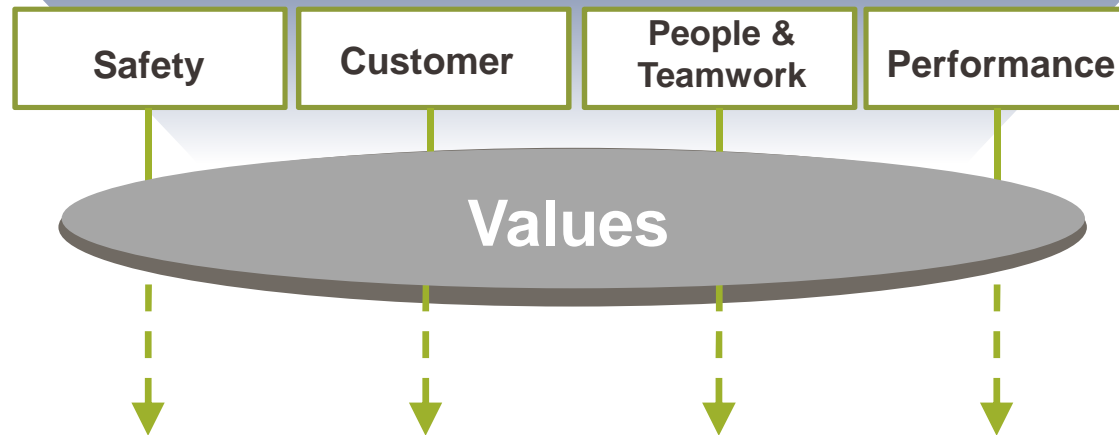 Safety
Customer
People &
Teamwork
Performance
Values